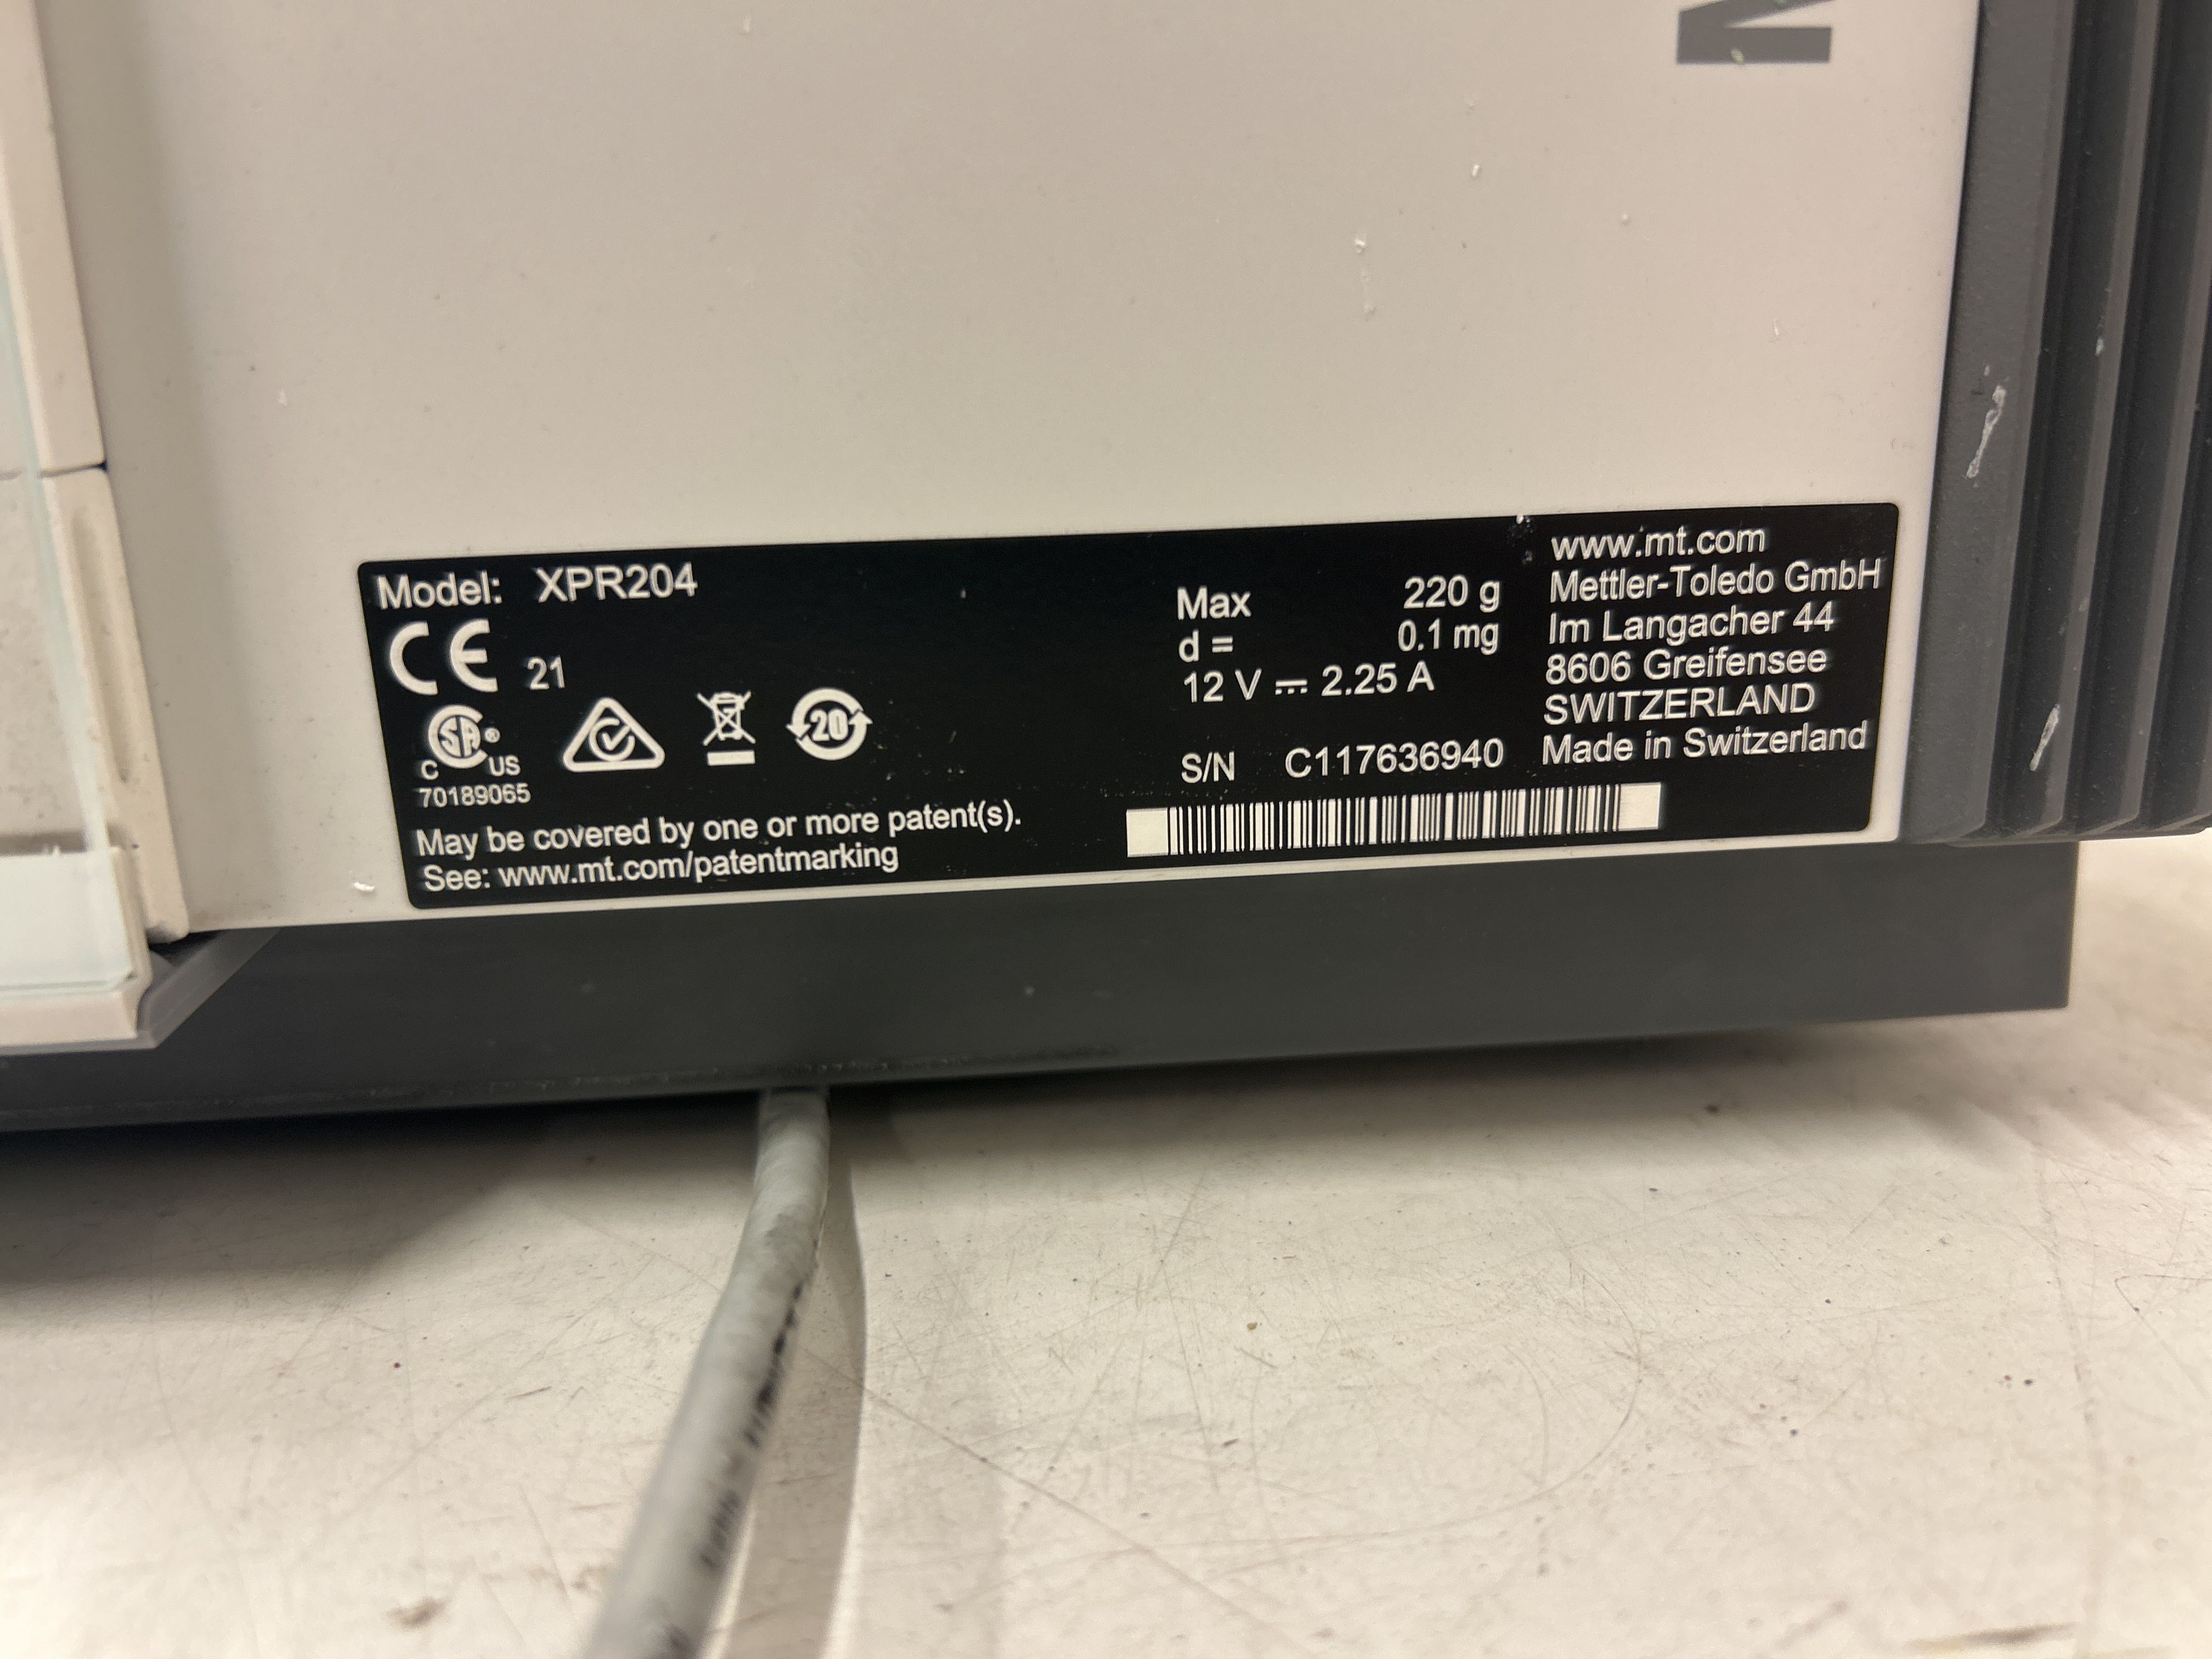 Model: XPR204
CE 21
SA®
C US
70189065
20
May be covered by one or more patent(s).
See: www.mt.com/patentmarking
Max 220 g
d = 0.1 mg
12 V ⎓ 2.25 A
S/N C117636940
www.mt.com
Mettler-Toledo GmbH
Im Langacher 44
8606 Greifensee
SWITZERLAND
Made in Switzerland